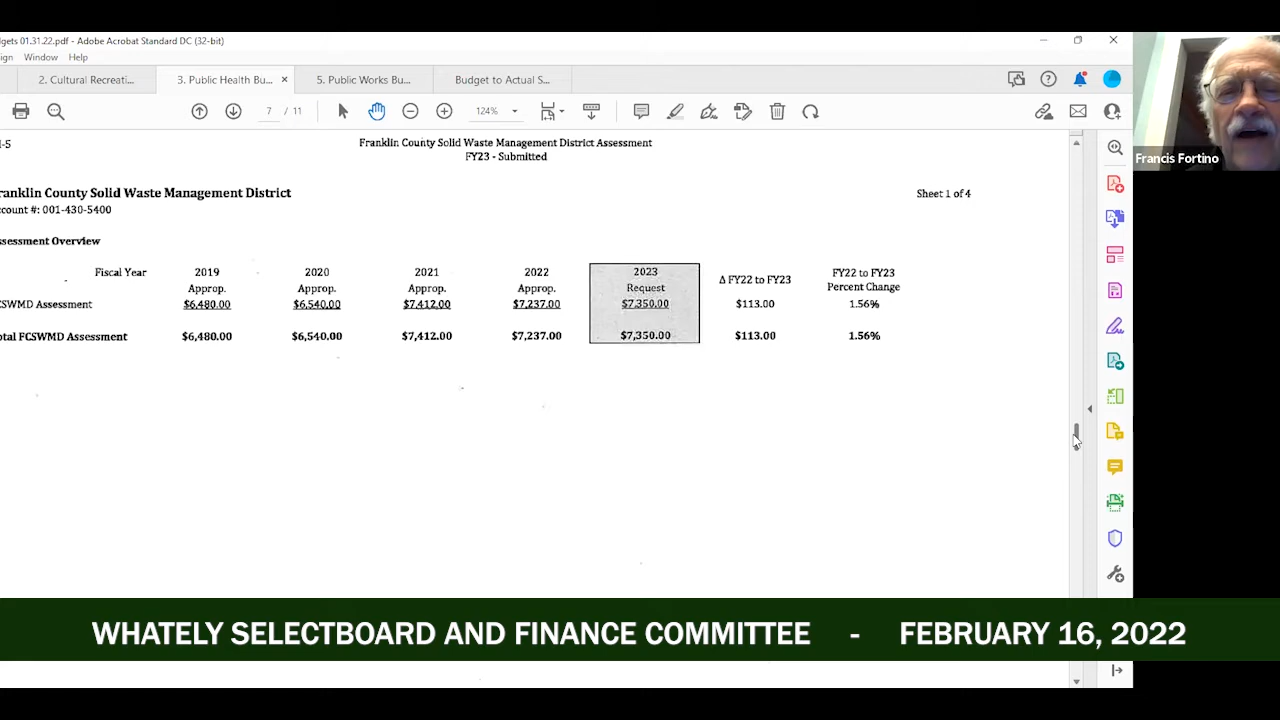 dgets 01.31.22.pdf - Adobe Acrobat Standard DC (32-bit)
ign Window Help
2. Cultural Recreati... 3. Public Health Bu... × 5. Public Works Bu... Budget to Actual S...
7 / 11 124%
Francis Fortino
I-5 Franklin County Solid Waste Management District Assessment
FY23 - Submitted
ranklin County Solid Waste Management District Sheet 1 of 4
ccount #: 001-430-5400
ssessment Overview
Fiscal Year 2019 2020 2021 2022 2023 Δ FY22 to FY23 FY22 to FY23
Approp. Approp. Approp. Approp. Request Percent Change
CSWMD Assessment $6,480.00 $6,540.00 $7,412.00 $7,237.00 $7,350.00 $113.00 1.56%
otal FCSWMD Assessment $6,480.00 $6,540.00 $7,412.00 $7,237.00 $7,350.00 $113.00 1.56%
WHATELY SELECTBOARD AND FINANCE COMMITTEE - FEBRUARY 16, 2022